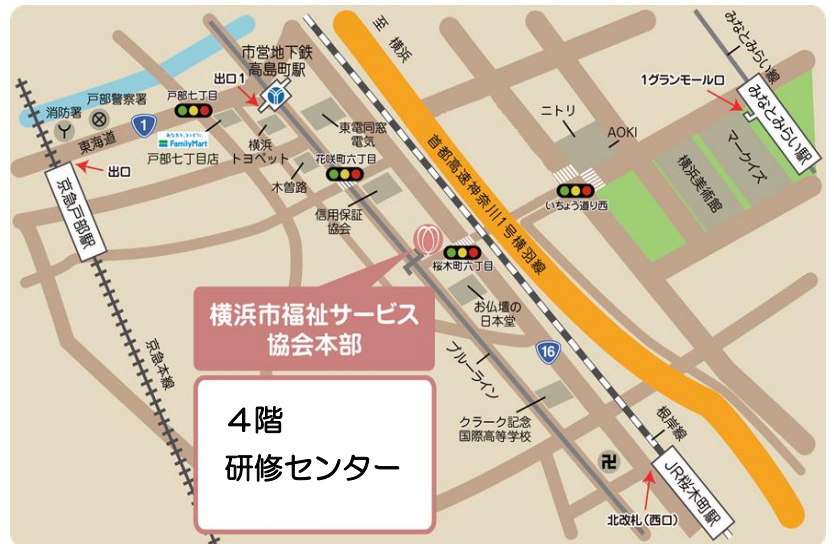 至 横浜
みなとみらい線
市営地下鉄
高島町駅
出口1
1グランモール口
みなとみらい駅
消防署
戸部警察署
戸部七丁目
1
東海道
あなたと、コンビに、
FamilyMart
戸部七丁目店
横浜
トヨペット
東電同窓
電気
ニトリ
AOKI
マークイズ
横浜美術館
出口
木曽路
花咲町六丁目
首都高速神奈川1号横羽線
いちょう通り西
京急戸部駅
信用保証
協会
桜木町六丁目
横浜市福祉サービス
協会本部
お仏壇の
日本堂
京急本線
ブルーライン
16
4階
研修センター
クラーク記念
国際高等学校
根岸線
卍
JR桜木町駅
北改札(西口)